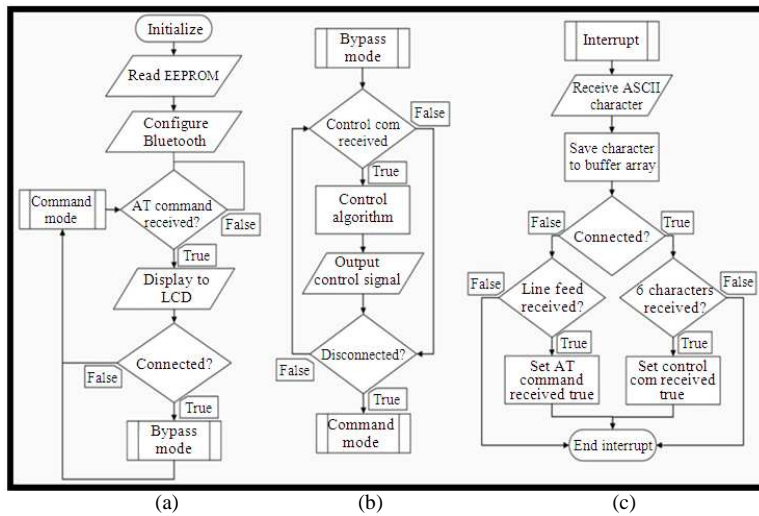 Initialize
Read EEPROM
Configure
Bluetooth
Command
mode
AT command
received?
False
True
Display to
LCD
Connected?
False
True
Bypass
mode
(a)
Bypass
mode
False
Control com
received
True
Control
algorithm
Output
control signal
Disconnected?
False
True
Command
mode
(b)
Interrupt
Receive ASCII
character
Save character
to buffer array
False
True
Connected?
False
False
Line feed
received?
6 characters
received?
True
True
Set AT
command
received true
Set control
com received
true
End interrupt
(c)